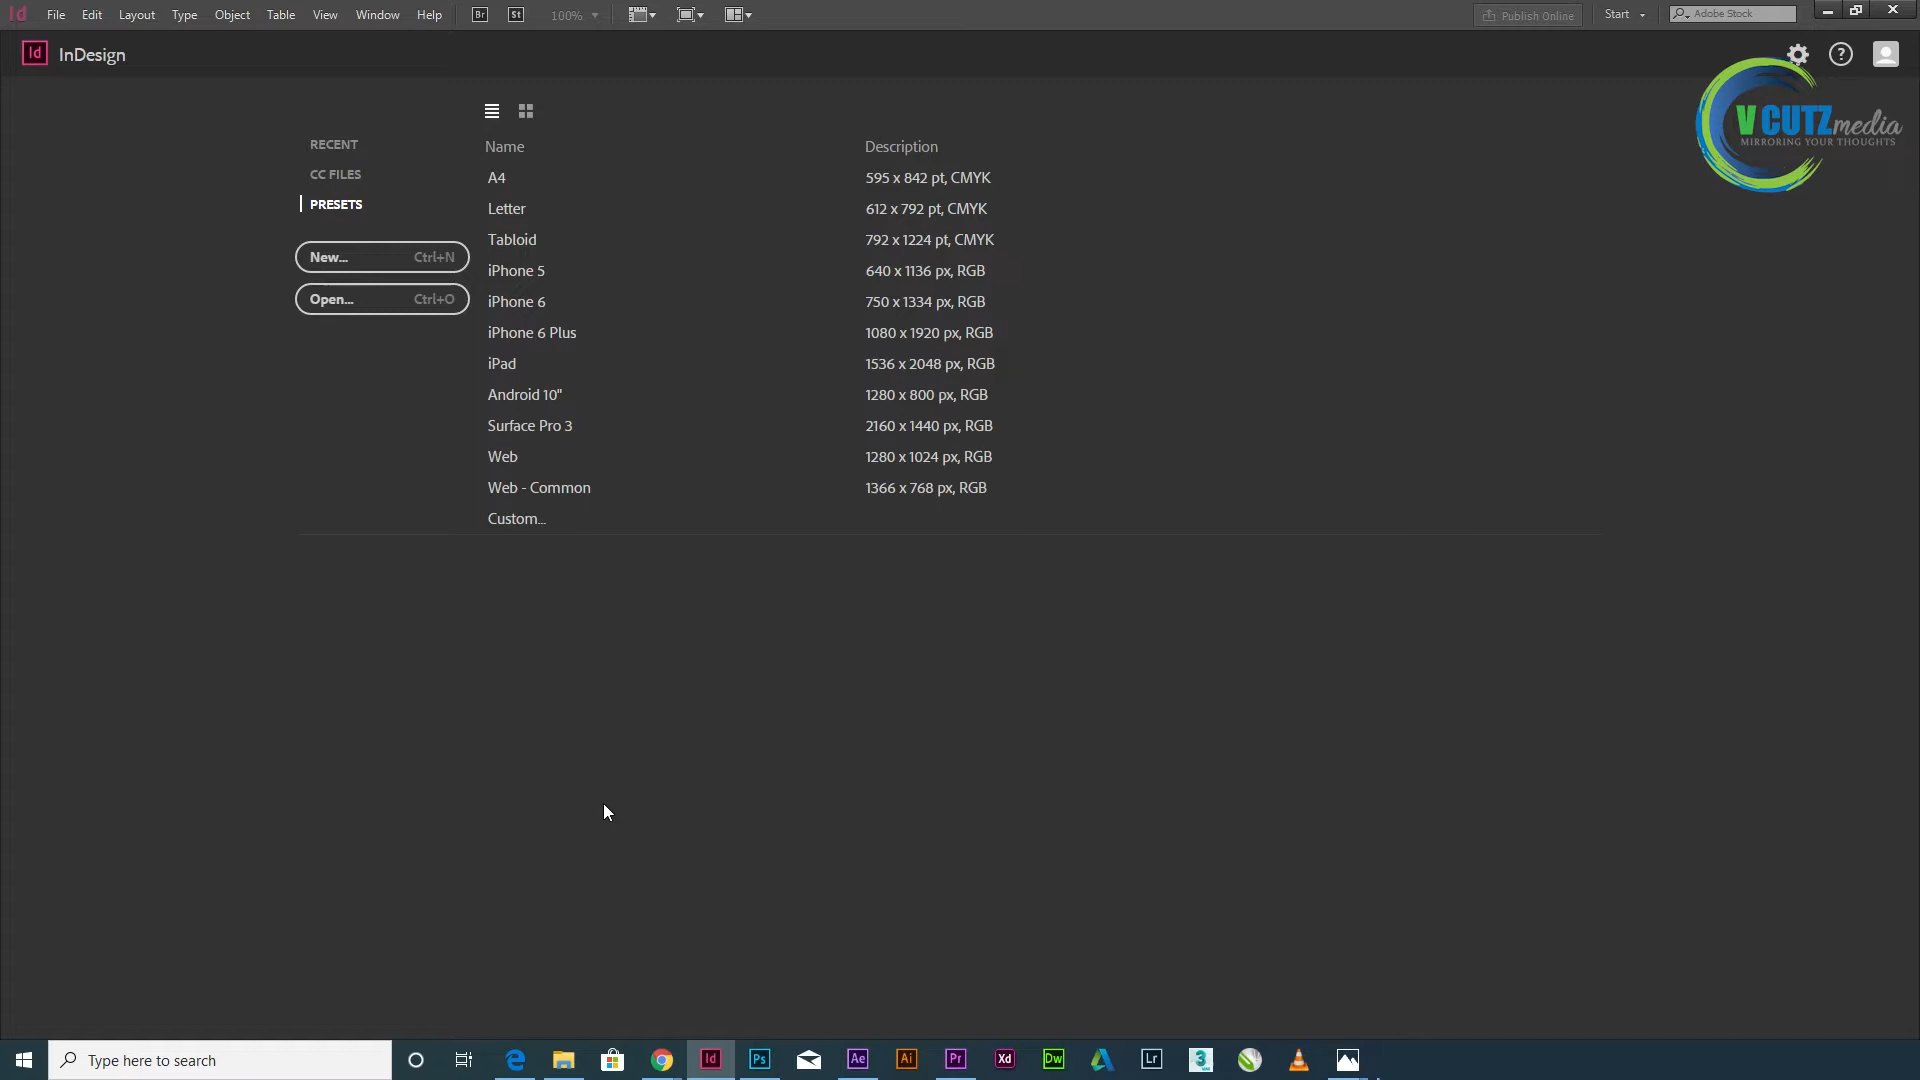 Id File Edit Layout Type Object Table View Window Help Br St 100% Publish Online Start Adobe Stock
Id InDesign
V CUTZmedia
MIRRORING YOUR THOUGHTS
RECENT
CC FILES
PRESETS
New... Ctrl+N
Open... Ctrl+O
Name Description
A4 595 x 842 pt, CMYK
Letter 612 x 792 pt, CMYK
Tabloid 792 x 1224 pt, CMYK
iPhone 5 640 x 1136 px, RGB
iPhone 6 750 x 1334 px, RGB
iPhone 6 Plus 1080 x 1920 px, RGB
iPad 1536 x 2048 px, RGB
Android 10" 1280 x 800 px, RGB
Surface Pro 3 2160 x 1440 px, RGB
Web 1280 x 1024 px, RGB
Web - Common 1366 x 768 px, RGB
Custom...
Type here to search Id Ps Ae Ai Pr Xd Dw Lr 3